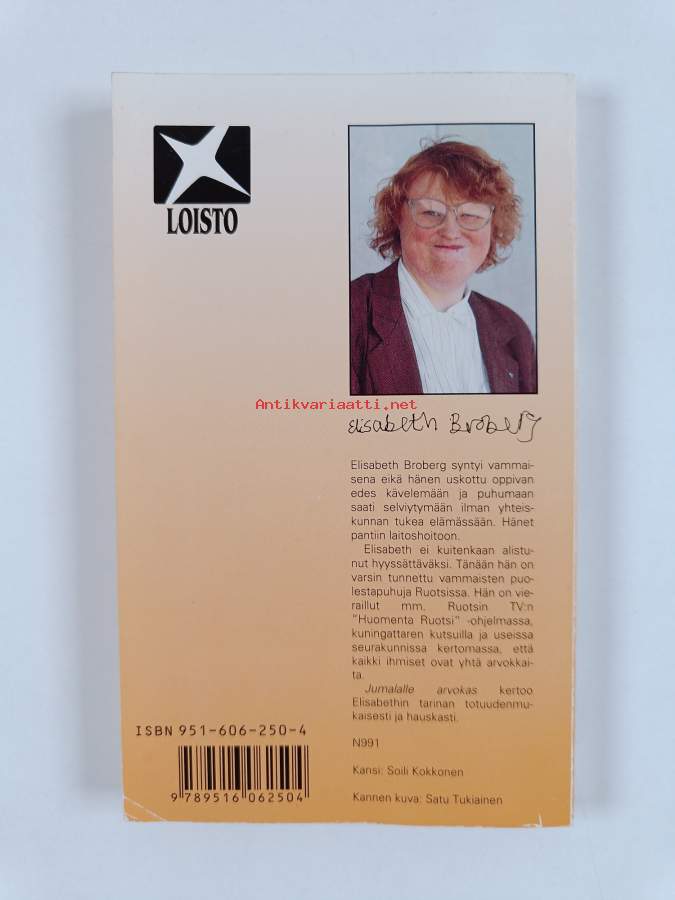 LOISTO
Antikvariaatti.net
Elisabeth Broberg
Elisabeth Broberg syntyi vammai-
sena eikä hänen uskottu oppivan
edes kävelemään ja puhumaan
saati selviytymään ilman yhteis-
kunnan tukea elämässään. Hänet
pantiin laitoshoitoon.
Elisabeth ei kuitenkaan alistu-
nut hyyssättäväksi. Tänään hän on
varsin tunnettu vammaisten puo-
lestapuhuja Ruotsissa. Hän on vie-
raillut mm. Ruotsin TV:n
"Huomenta Ruotsi" -ohjelmassa,
kuningattaren kutsuilla ja useissa
seurakunnissa kertomassa, että
kaikki ihmiset ovat yhtä arvokkai-
ta.
Jumalalle arvokas kertoo
Elisabethin tarinan totuudenmu-
kaisesti ja hauskasti.
N991
Kansi: Soili Kokkonen
Kannen kuva: Satu Tukiainen
ISBN 951-606-250-4
9 789516 062504